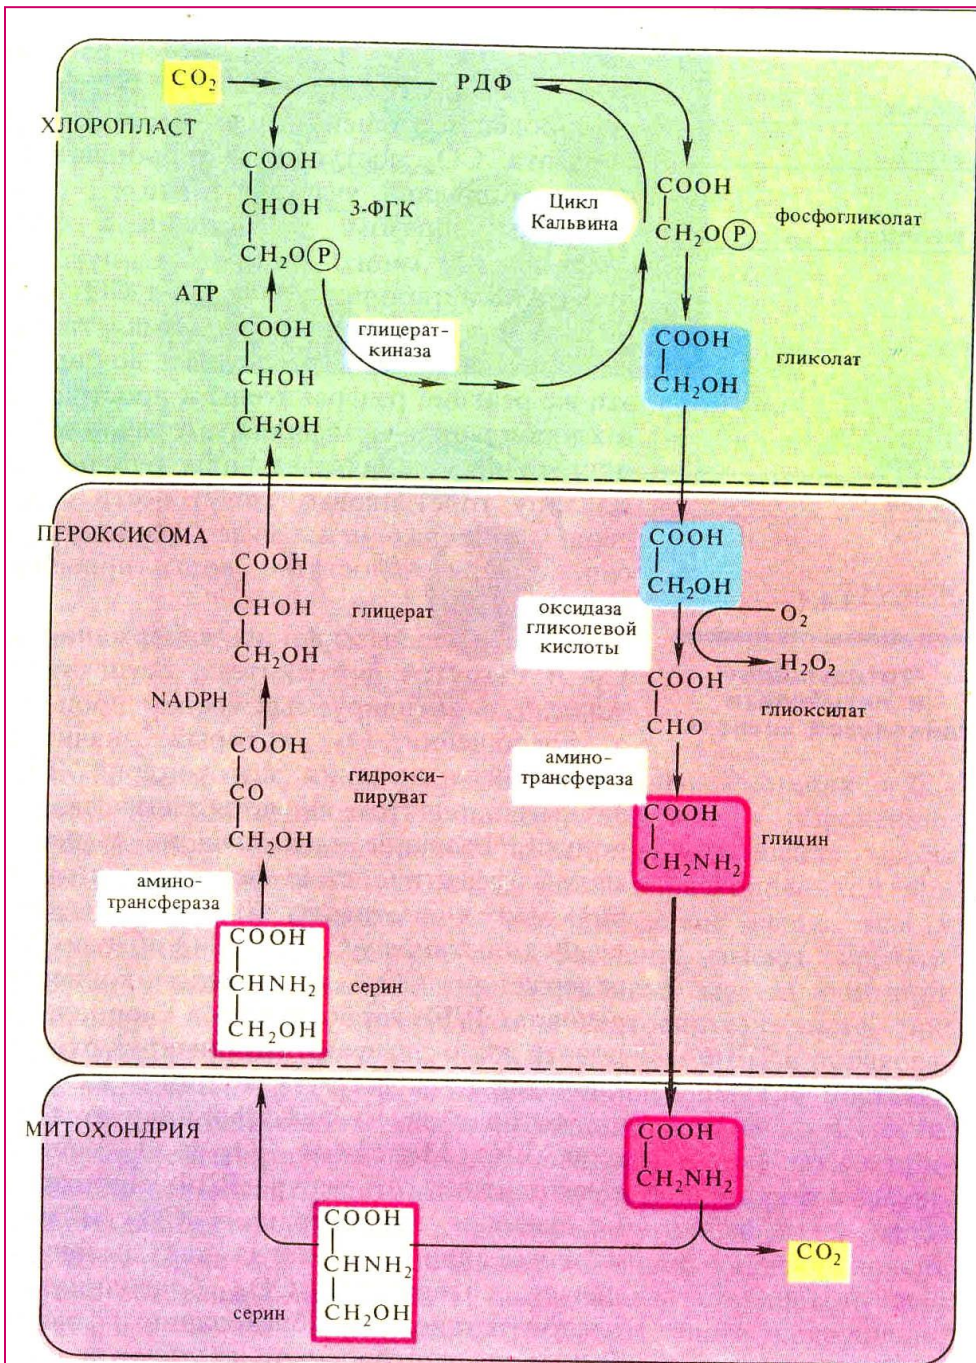 CO₂
РДФ
ХЛОРОПЛАСТ
COOH
CHOH
3-ФГК
CH₂OⓅ
Цикл
Кальвина
COOH
CH₂OⓅ
фосфогликолат
АТР
глицерат-
киназа
COOH
CHOH
CH₂OH
COOH
CH₂OH
гликолат
ПЕРОКСИСОМА
COOH
CHOH
CH₂OH
глицерат
COOH
CH₂OH
оксидаза
гликолевой
кислоты
O₂
H₂O₂
COOH
CHO
глиоксилат
NADPH
COOH
CO
CH₂OH
гидрокси-
пируват
амино-
трансфераза
COOH
CH₂NH₂
глицин
амино-
трансфераза
COOH
CHNH₂
CH₂OH
серин
МИТОХОНДРИЯ
COOH
CH₂NH₂
COOH
CHNH₂
CH₂OH
серин
CO₂